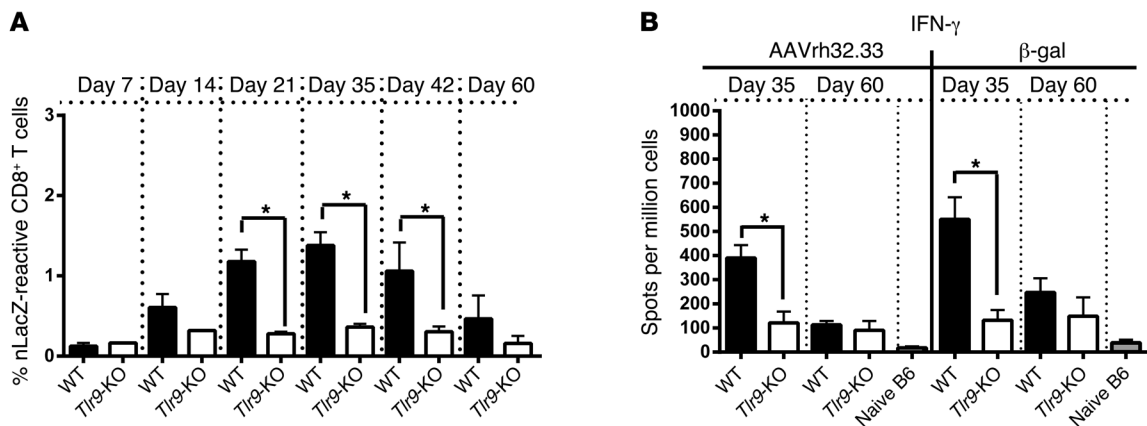 A
Day 7 Day 14 Day 21 Day 35 Day 42 Day 60
% nLacZ-reactive CD8⁺ T cells
3
2
1
0
* * *
WT Tlr9-KO WT Tlr9-KO WT Tlr9-KO WT Tlr9-KO WT Tlr9-KO WT Tlr9-KO
B
IFN-γ
AAVrh32.33 β-gal
Day 35 Day 60 Day 35 Day 60
Spots per million cells
1000
900
800
700
600
500
400
300
200
100
0
* *
WT Tlr9-KO WT Tlr9-KO Naive B6 WT Tlr9-KO WT Tlr9-KO Naive B6